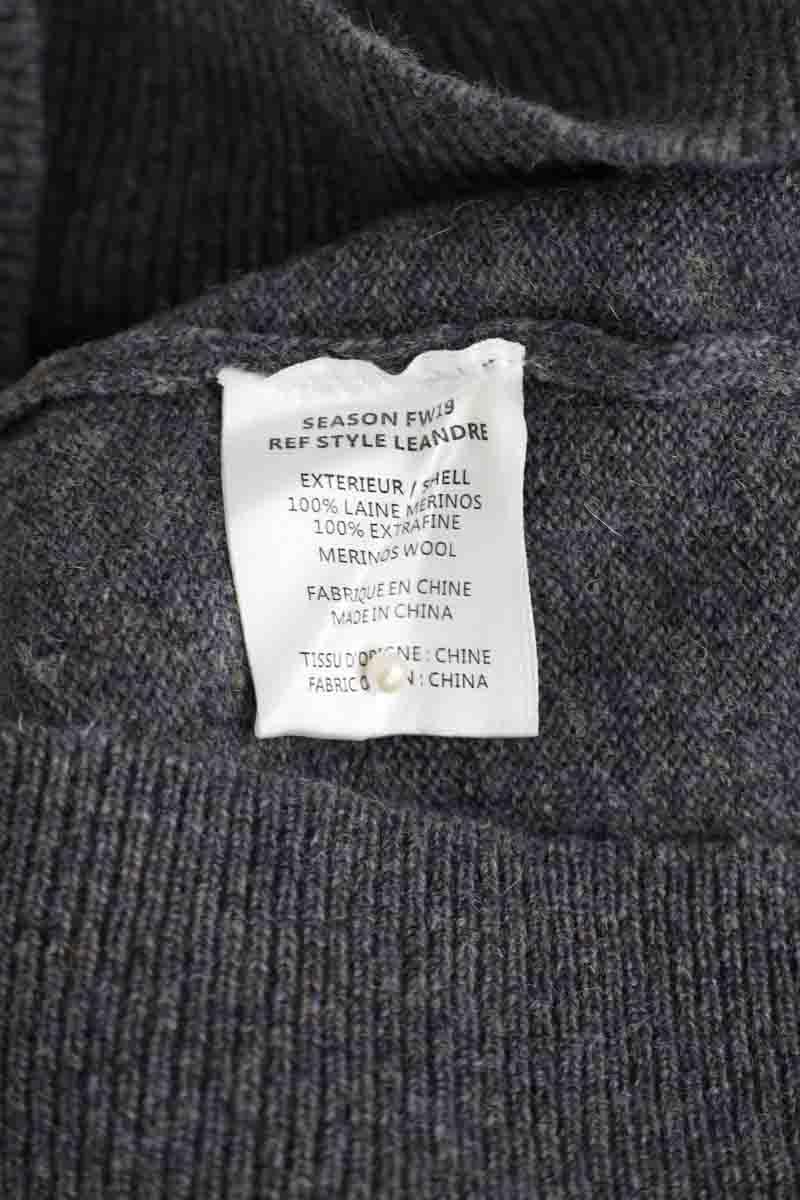 SEASON FW19
REF STYLE LEANDRE
EXTERIEUR / SHELL
100% LAINE MERINOS
100% EXTRAFINE
MERINOS WOOL
FABRIQUE EN CHINE
MADE IN CHINA
TISSU D'ORIGNE : CHINE
FABRIC : CHINA